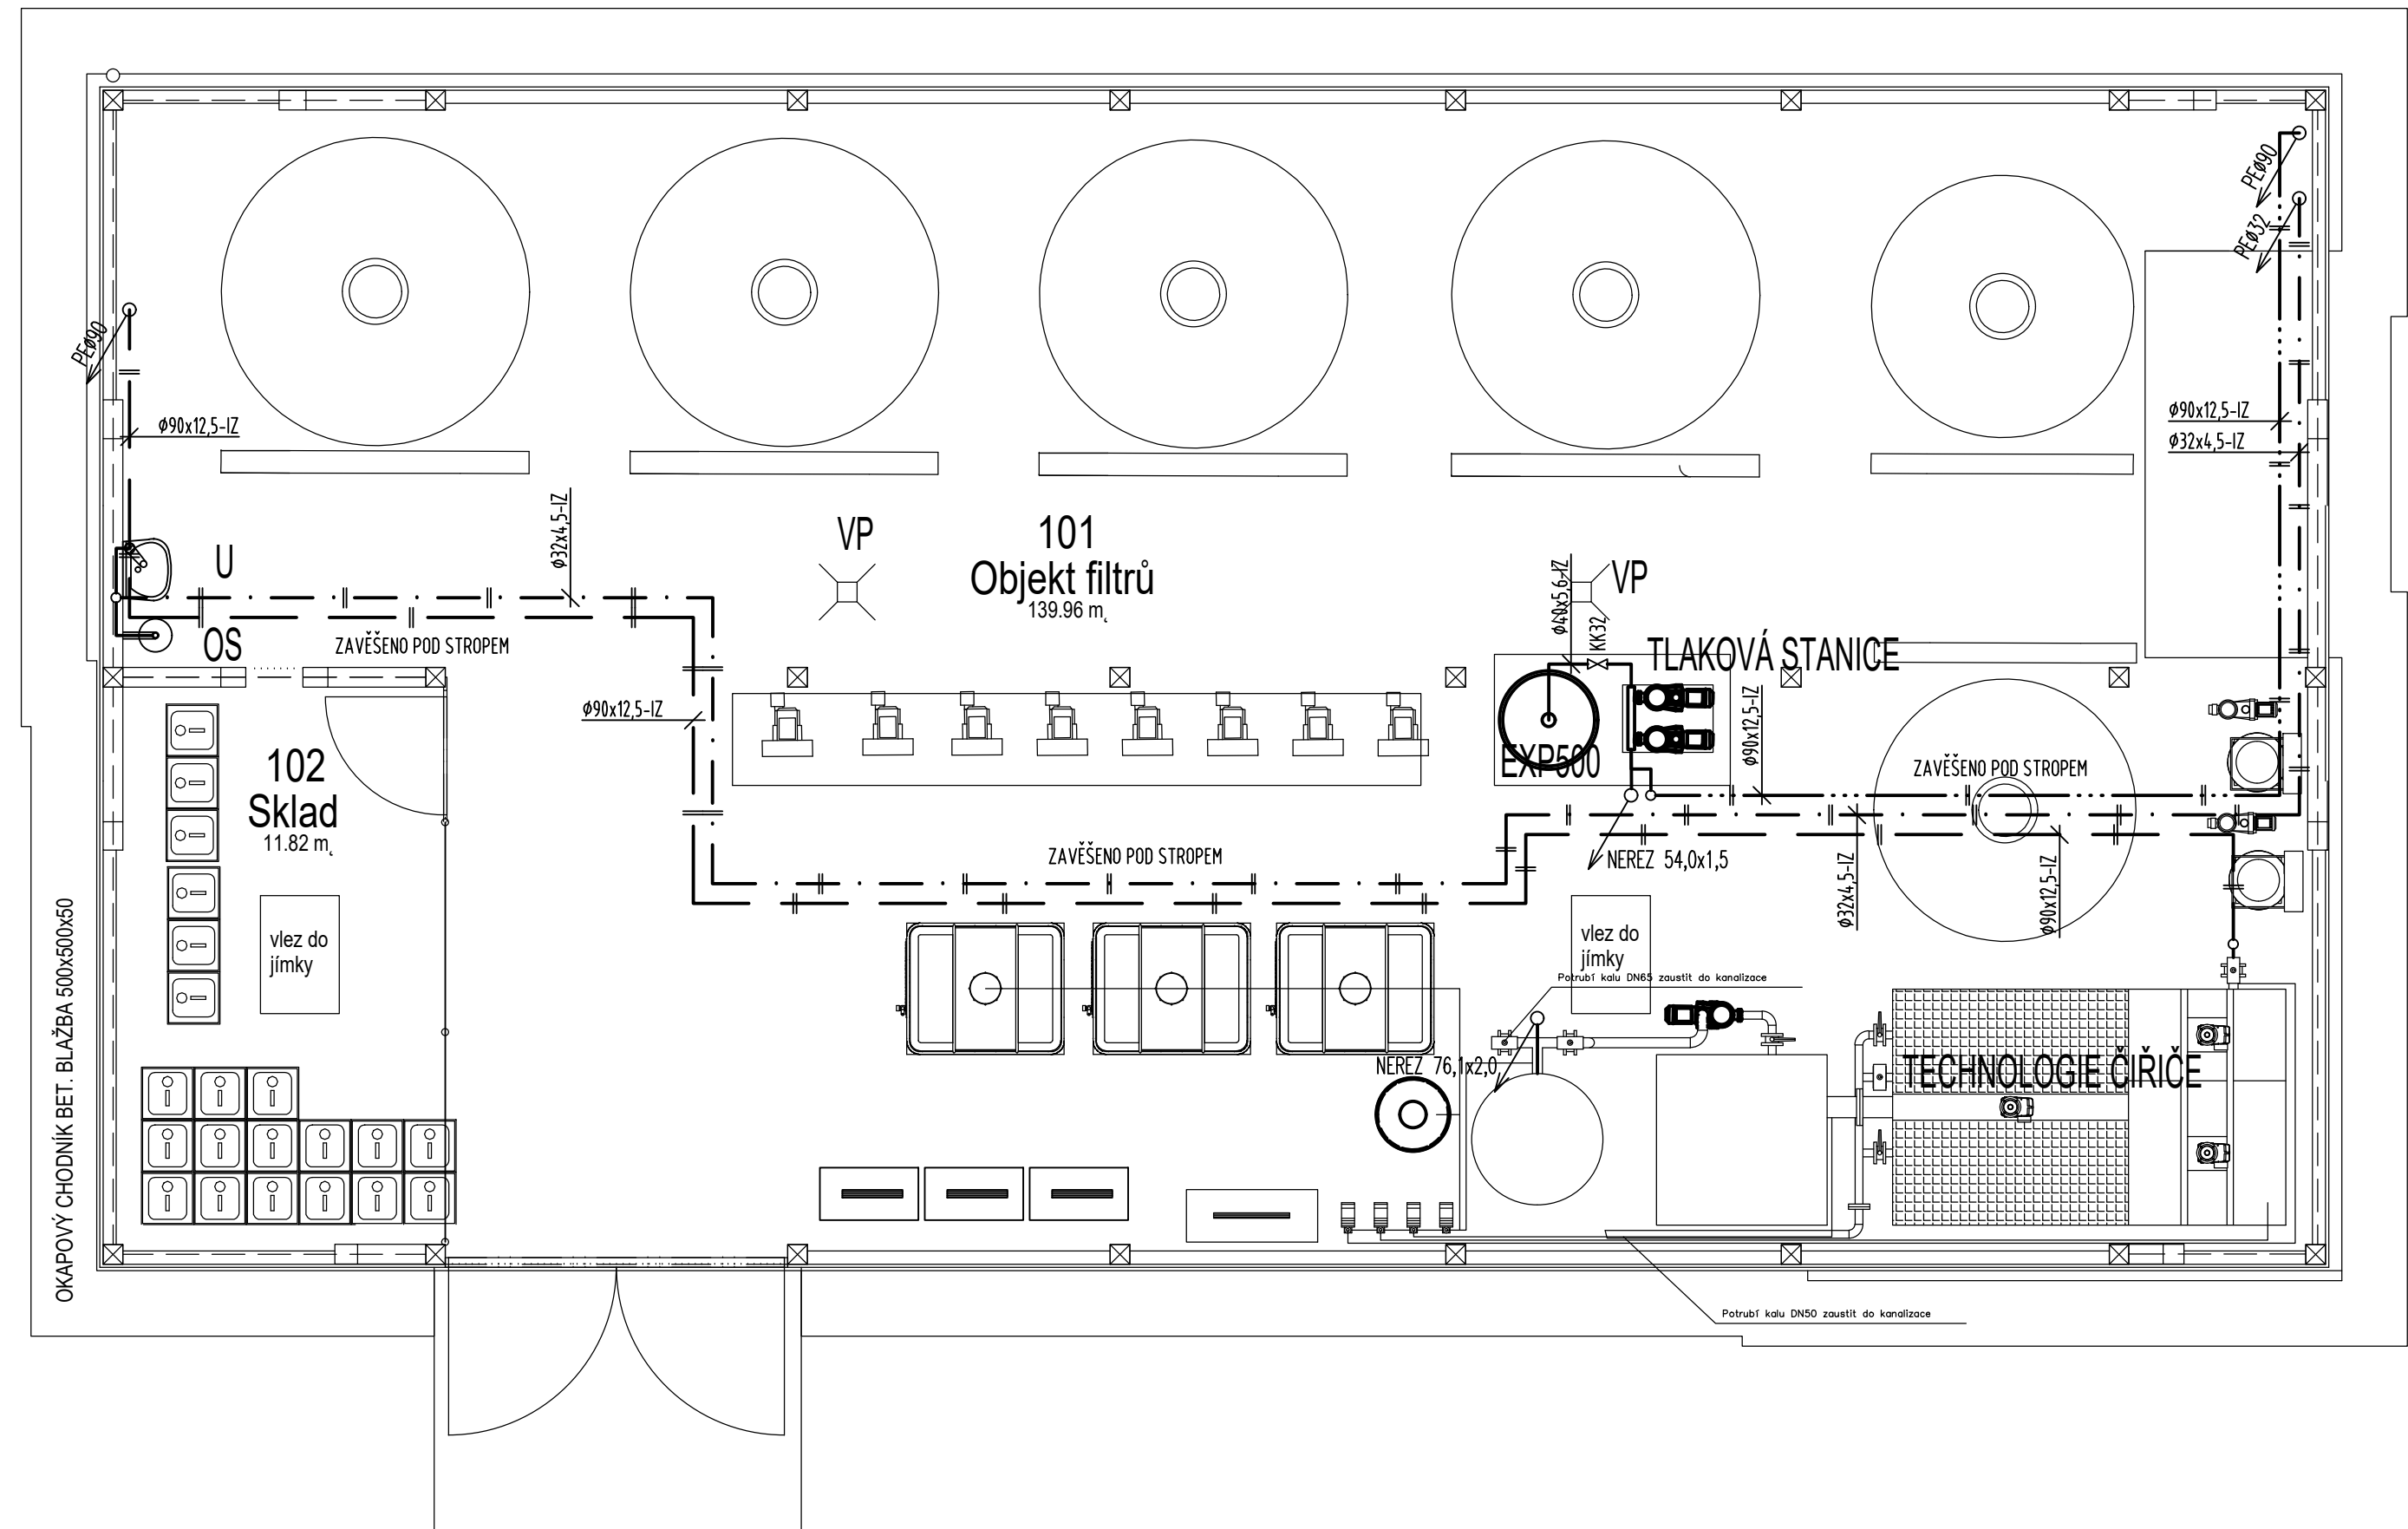 PEø90
PEø32
PEø90
ø90x12,5-IZ
ø32x4,5-IZ
ø90x12,5-IZ
ø32x4,5-IZ
VP
101
Objekt filtrů
139.96 m
U
OS
ZAVĚŠENO POD STROPEM
ø40x5,6-IZ
KK32
VP
TLAKOVÁ STANICE
EXP500
ø90x12,5-IZ
ø90x12,5-IZ
ZAVĚŠENO POD STROPEM
102
Sklad
11.82 m
ZAVĚŠENO POD STROPEM
NEREZ 54,0x1,5
ø32x4,5-IZ
ø90x12,5-IZ
vlez do
jímky
vlez do
jímky
Potrubí kalu DN65 zaustit do kanalizace
NEREZ 76,1x2,0
TECHNOLOGIE ČIŘIČE
OKAPOVÝ CHODNÍK BET. BLAŽBA 500x500x50
Potrubí kalu DN50 zaustit do kanalizace